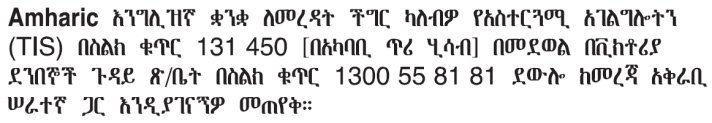 Amharic እንግሊዝኛ ቋንቋ ለመረዳት ችግር ካለብዎ የአስተርጓሚ አገልግሎትን
(TIS) በስልክ ቁጥር 131 450 [በአካባቢ ጥሪ ሂሳብ] በመደወል በቪክቶሪያ
ደንበኞች ጉዳይ ጽ/ቤት በስልክ ቁጥር 1300 55 81 81 ደውሎ ከመረጃ አቅራቢ
ሠራተኛ ጋር እንዲያገናኝዎ መጠየቅ።